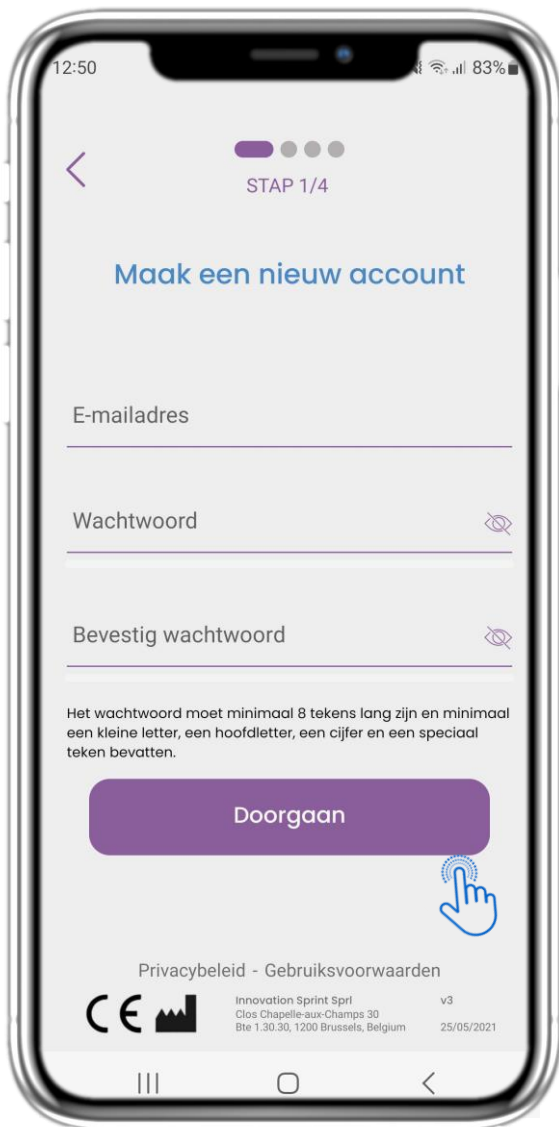 12:50
83%
STAP 1/4
Maak een nieuw account
E-mailadres
Wachtwoord
Bevestig wachtwoord
Het wachtwoord moet minimaal 8 tekens lang zijn en minimaal
een kleine letter, een hoofdletter, een cijfer en een speciaal
teken bevatten.
Doorgaan
Privacybeleid - Gebruiksvoorwaarden
CE
Innovation Sprint Sprl
v3
Clos Chapelle-aux-Champs 30
Bte 1.30.30, 1200 Brussels, Belgium
25/05/2021